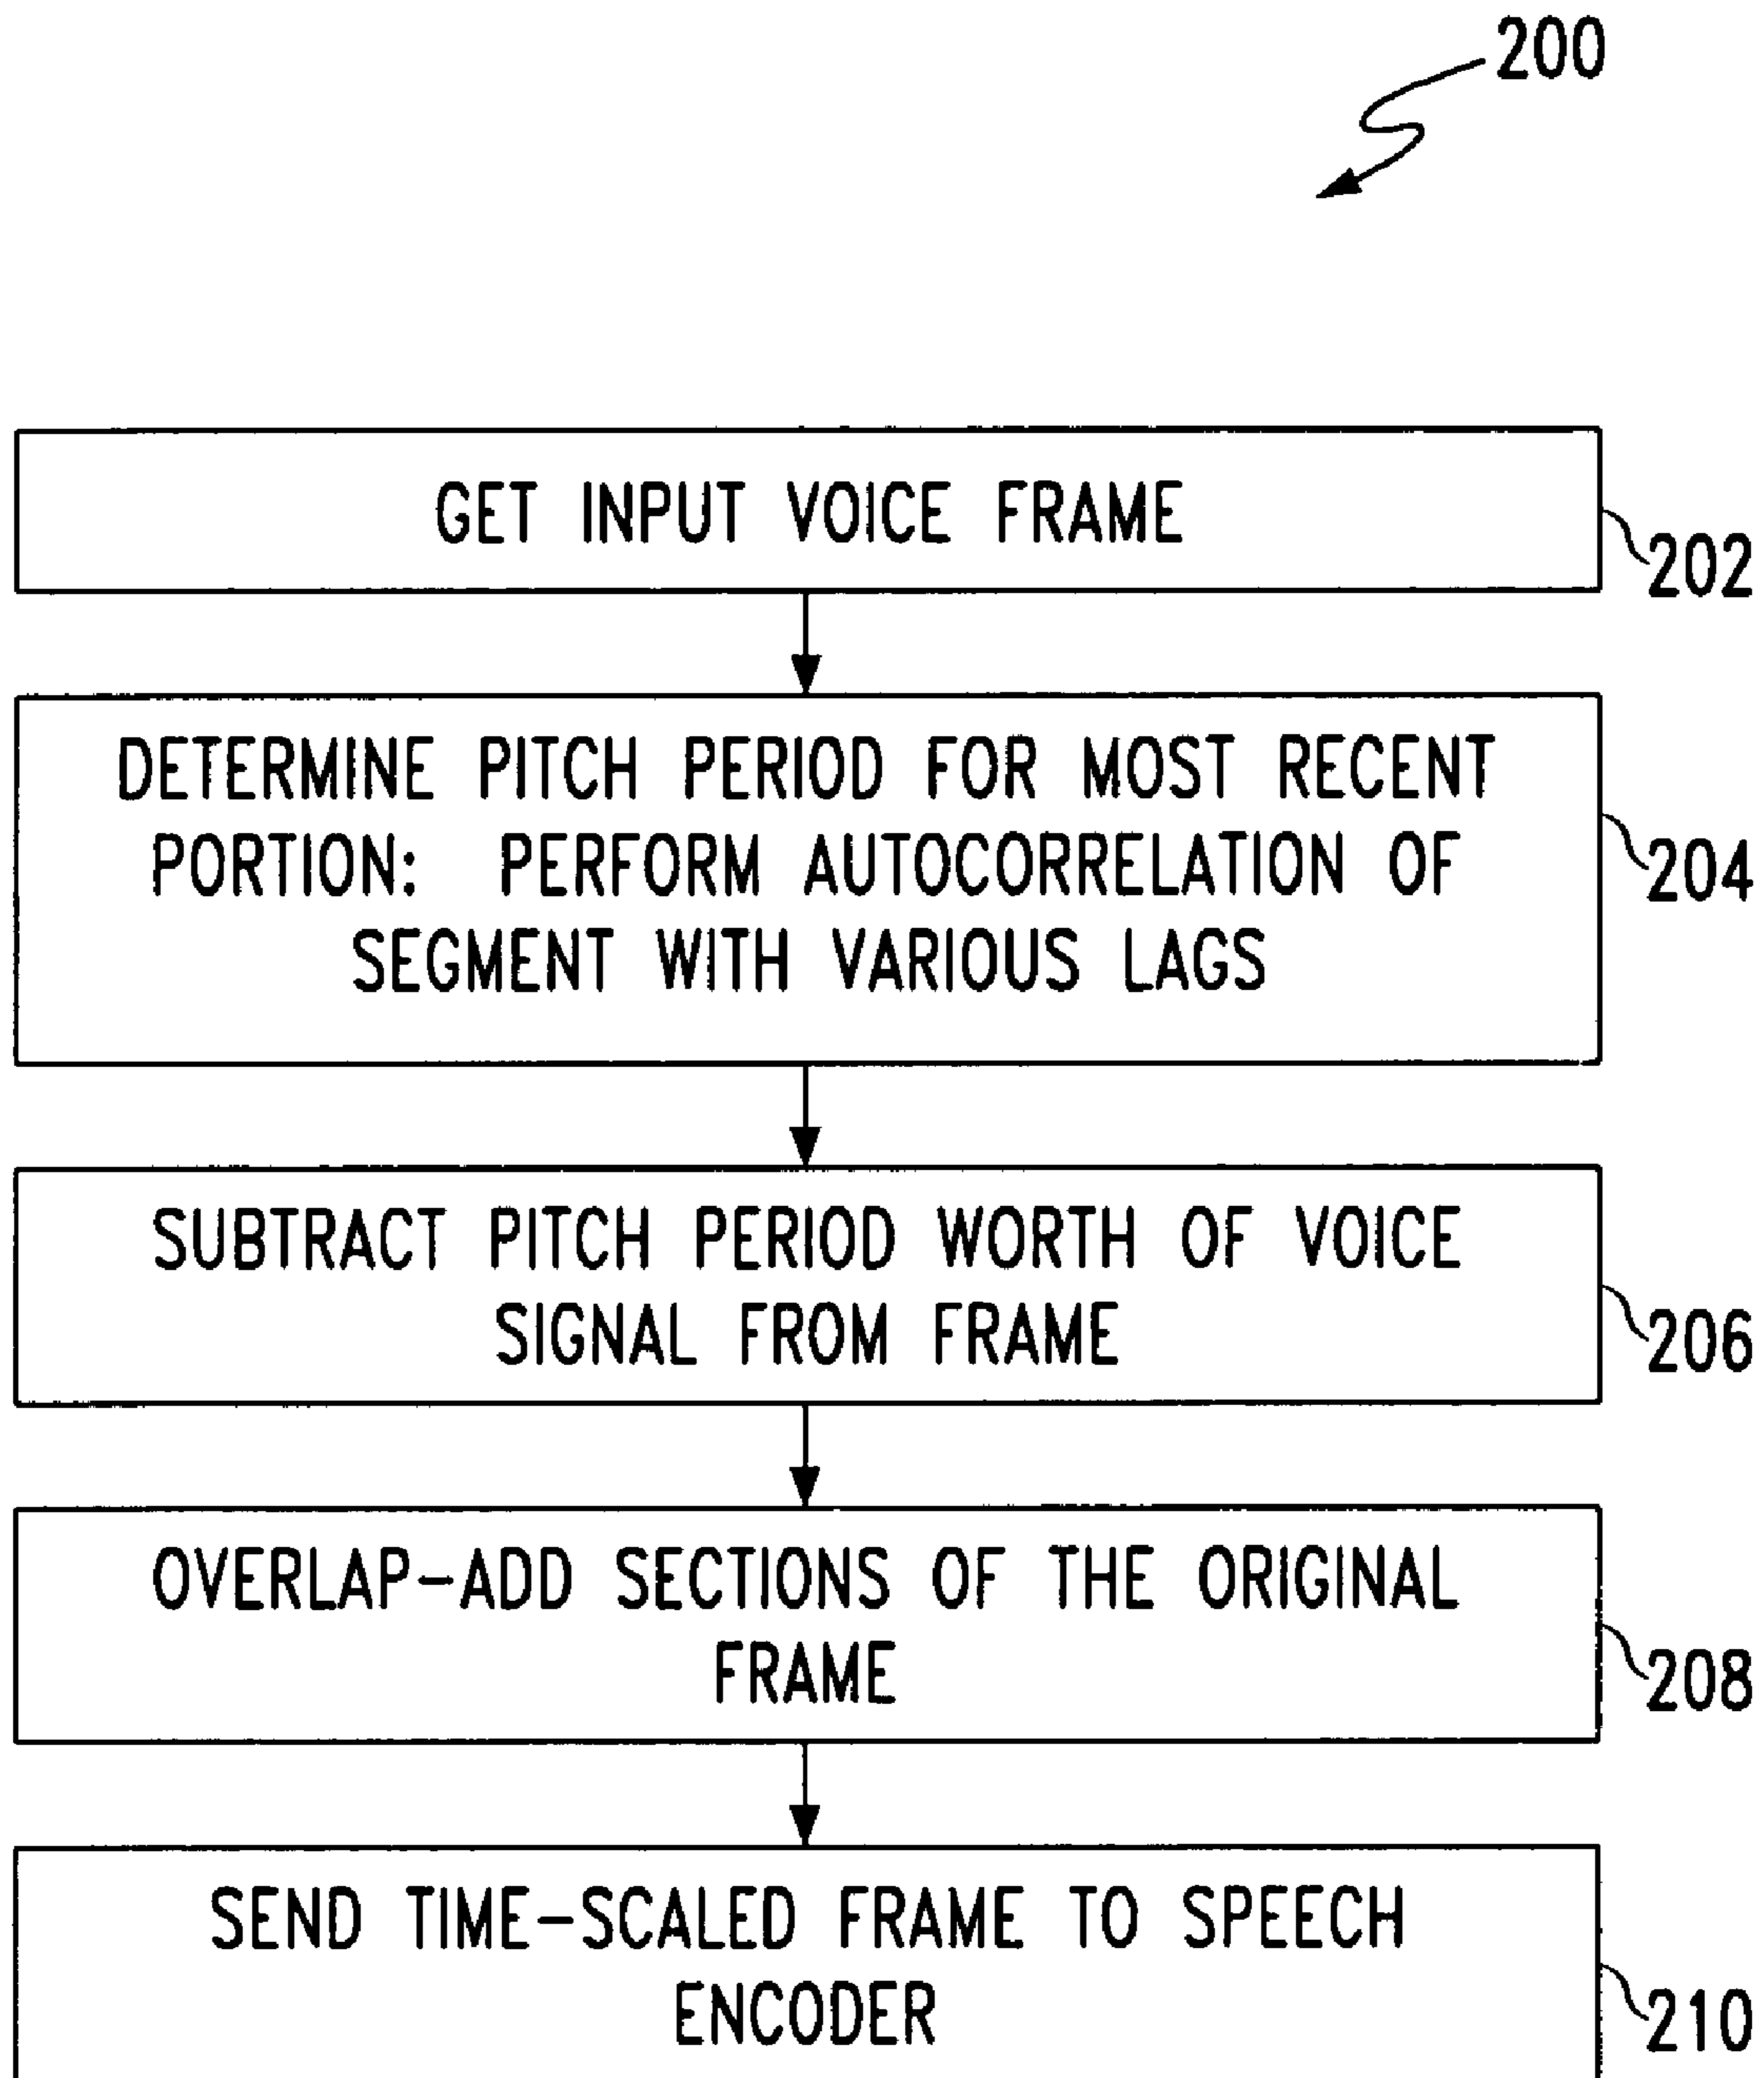 200
GET INPUT VOICE FRAME
202
DETERMINE PITCH PERIOD FOR MOST RECENT
PORTION: PERFORM AUTOCORRELATION OF
SEGMENT WITH VARIOUS LAGS
204
SUBTRACT PITCH PERIOD WORTH OF VOICE
SIGNAL FROM FRAME
206
OVERLAP-ADD SECTIONS OF THE ORIGINAL
FRAME
208
SEND TIME-SCALED FRAME TO SPEECH
ENCODER
210